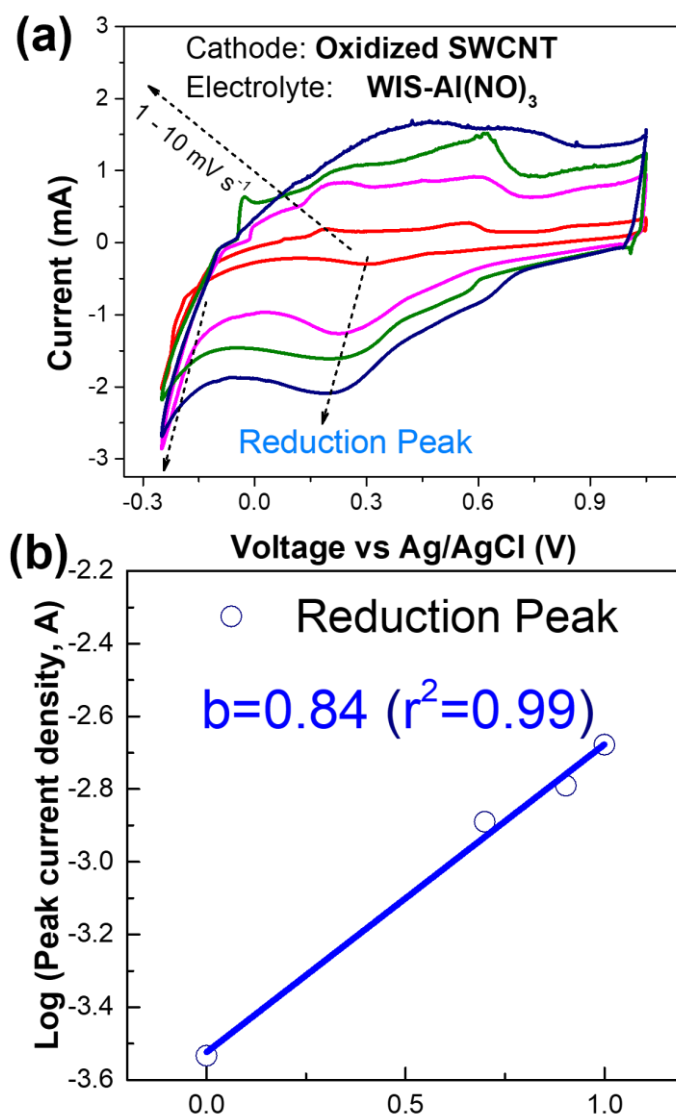 (a)
Cathode: Oxidized SWCNT
Electrolyte: WIS-Al(NO)3
1 - 10 mV s-1
Reduction Peak
Current (mA)
3
2
1
0
-1
-2
-3
-0.3 0.0 0.3 0.6 0.9
Voltage vs Ag/AgCl (V)
(b)
Reduction Peak
b=0.84 (r2=0.99)
Log (Peak current density, A)
-2.2
-2.4
-2.6
-2.8
-3.0
-3.2
-3.4
-3.6
0.0 0.5 1.0